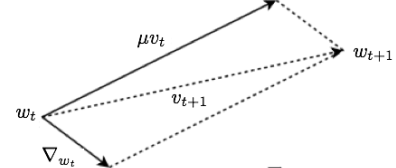 μv_t
w_{t+1}
v_{t+1}
w_t
∇_{w_t}